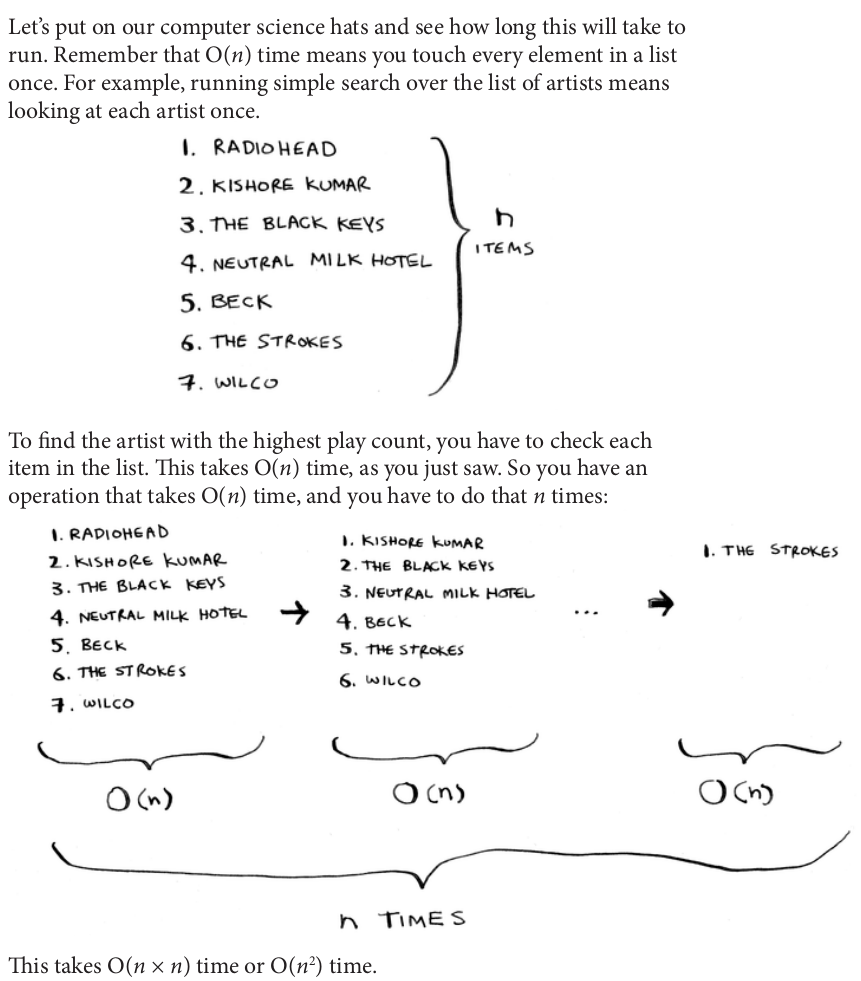 Let's put on our computer science hats and see how long this will take to
run. Remember that O(n) time means you touch every element in a list
once. For example, running simple search over the list of artists means
looking at each artist once.
1. RADIOHEAD
2. KISHORE KUMAR
3. THE BLACK KEYS
4. NEUTRAL MILK HOTEL
5. BECK
6. THE STROKES
7. WILCO
n
ITEMS
To find the artist with the highest play count, you have to check each
item in the list. This takes O(n) time, as you just saw. So you have an
operation that takes O(n) time, and you have to do that n times:
1. RADIOHEAD
2. KISHORE KUMAR
3. THE BLACK KEYS
4. NEUTRAL MILK HOTEL
5. BECK
6. THE STROKES
7. WILCO
O(n)
1. KISHORE KUMAR
2. THE BLACK KEYS
3. NEUTRAL MILK HOTEL
4. BECK
5. THE STROKES
6. WILCO
O(n)
...
1. THE STROKES
O(n)
n TIMES
This takes O(n × n) time or O(n²) time.